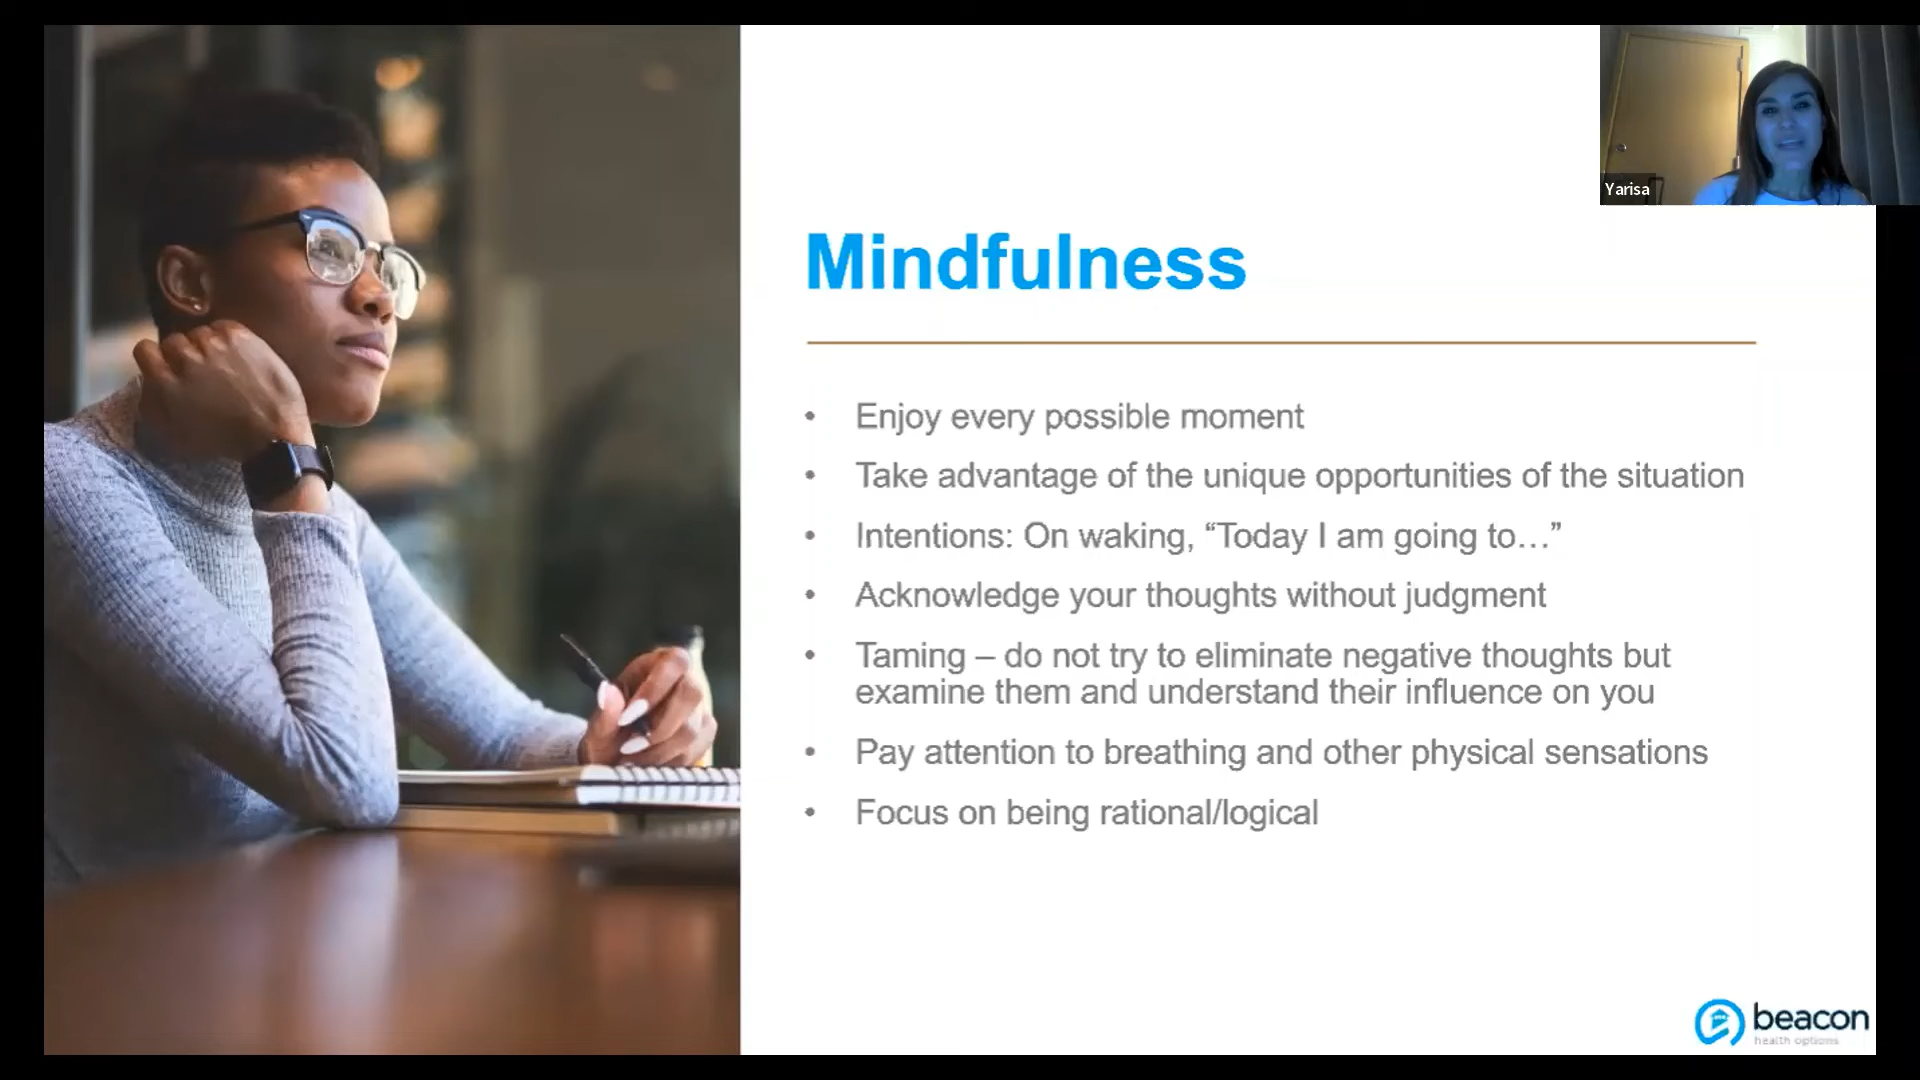 Yarisa
Mindfulness
• Enjoy every possible moment
• Take advantage of the unique opportunities of the situation
• Intentions: On waking, “Today I am going to…”
• Acknowledge your thoughts without judgment
• Taming – do not try to eliminate negative thoughts but
examine them and understand their influence on you
• Pay attention to breathing and other physical sensations
• Focus on being rational/logical
beacon
health options